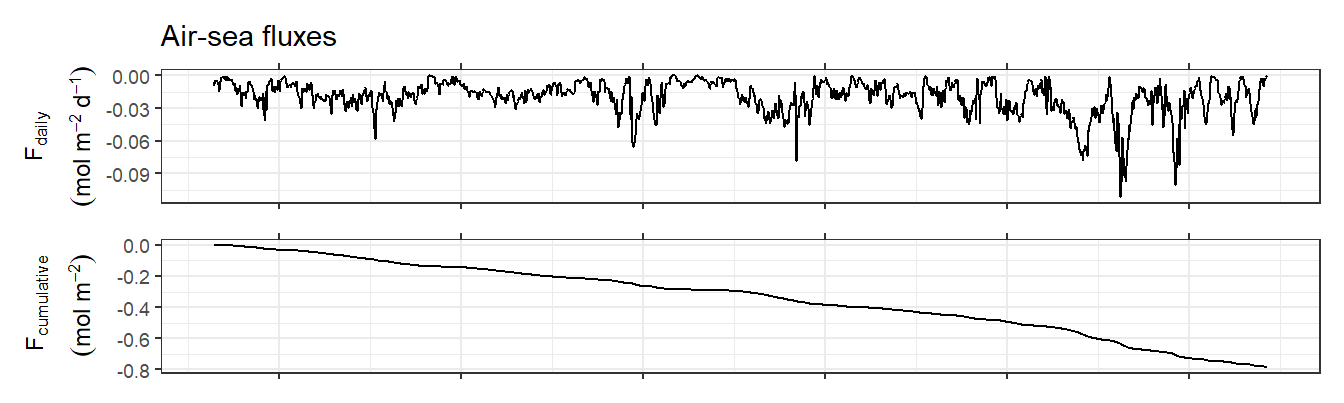 Air-sea fluxes
F_daily
(mol m⁻² d⁻¹)
0.00
-0.03
-0.06
-0.09
F_cumulative
(mol m⁻²)
0.0
-0.2
-0.4
-0.6
-0.8